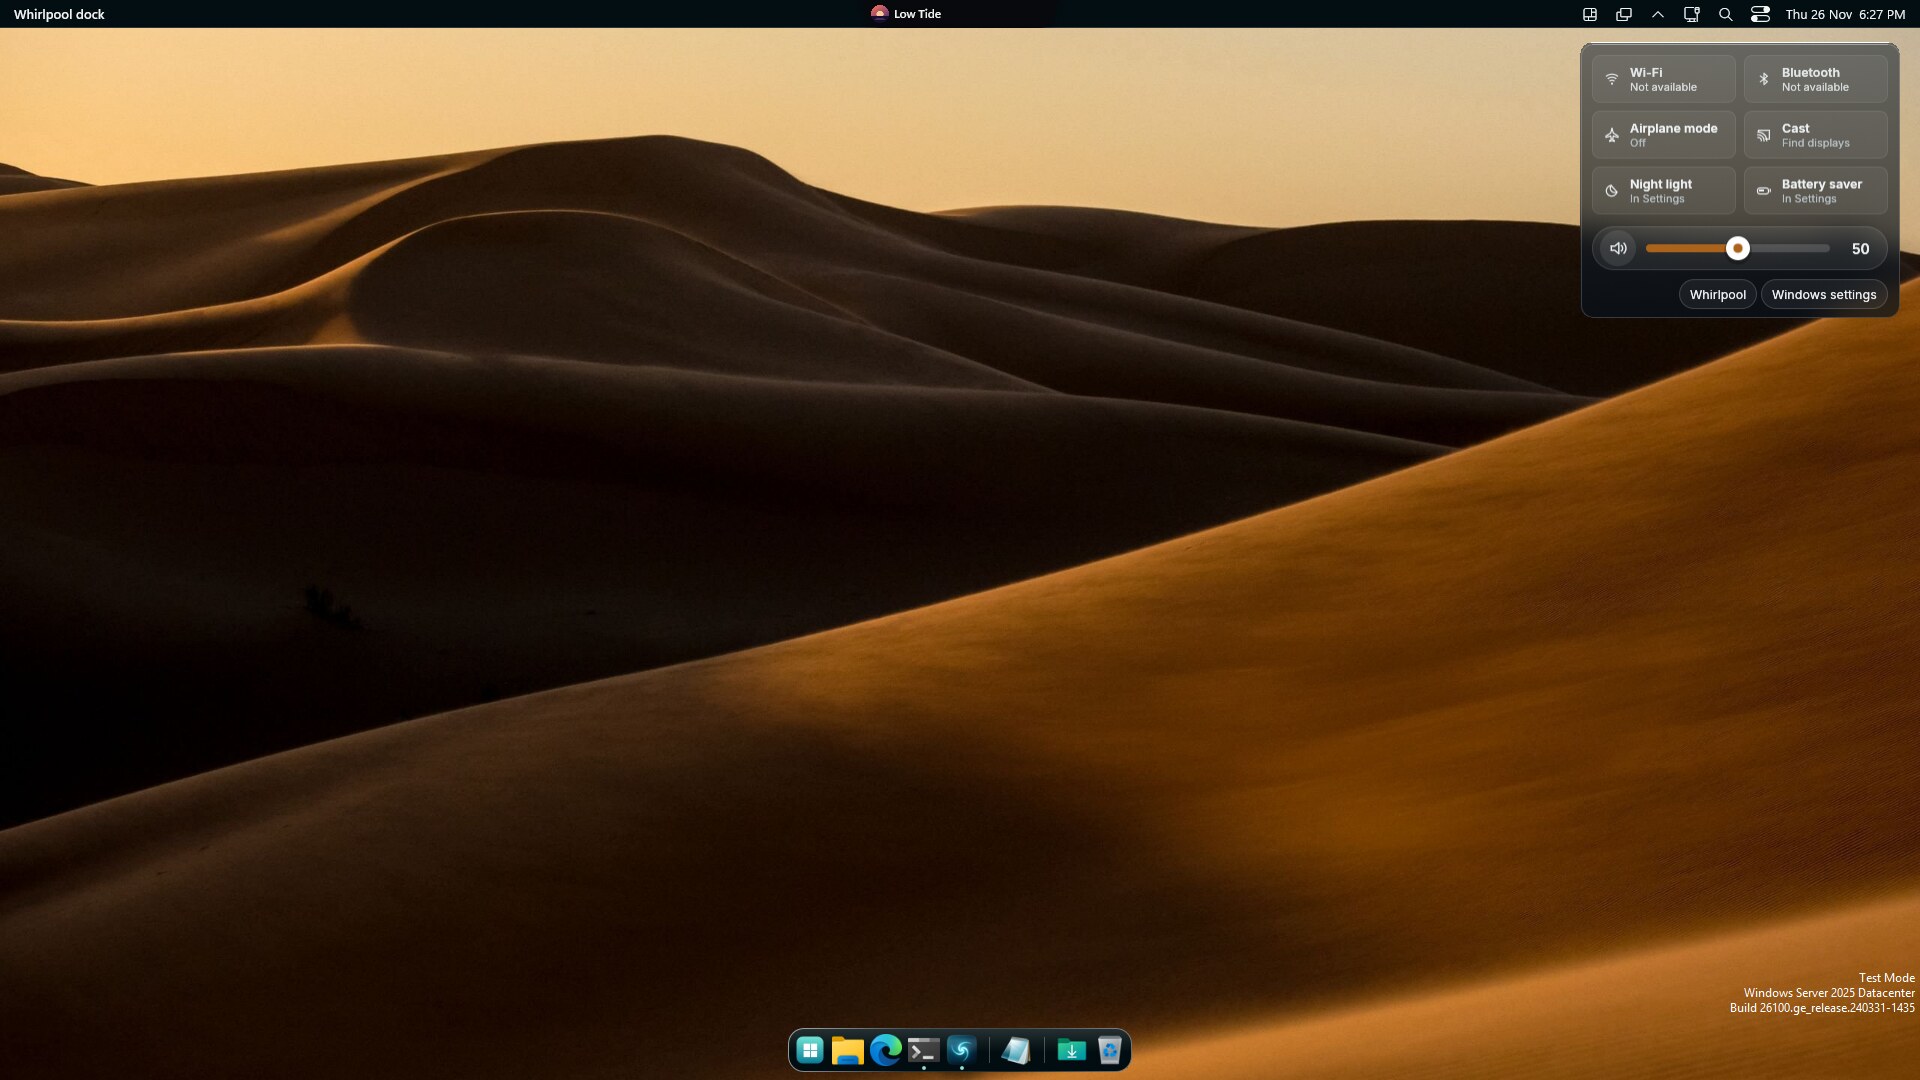 Whirlpool dock
Low Tide
Thu 26 Nov 6:27 PM
Wi-Fi
Not available
Bluetooth
Not available
Airplane mode
Off
Cast
Find displays
Night light
In Settings
Battery saver
In Settings
50
Whirlpool
Windows settings
Test Mode
Windows Server 2025 Datacenter
Build 26100.ge_release.240331-1435